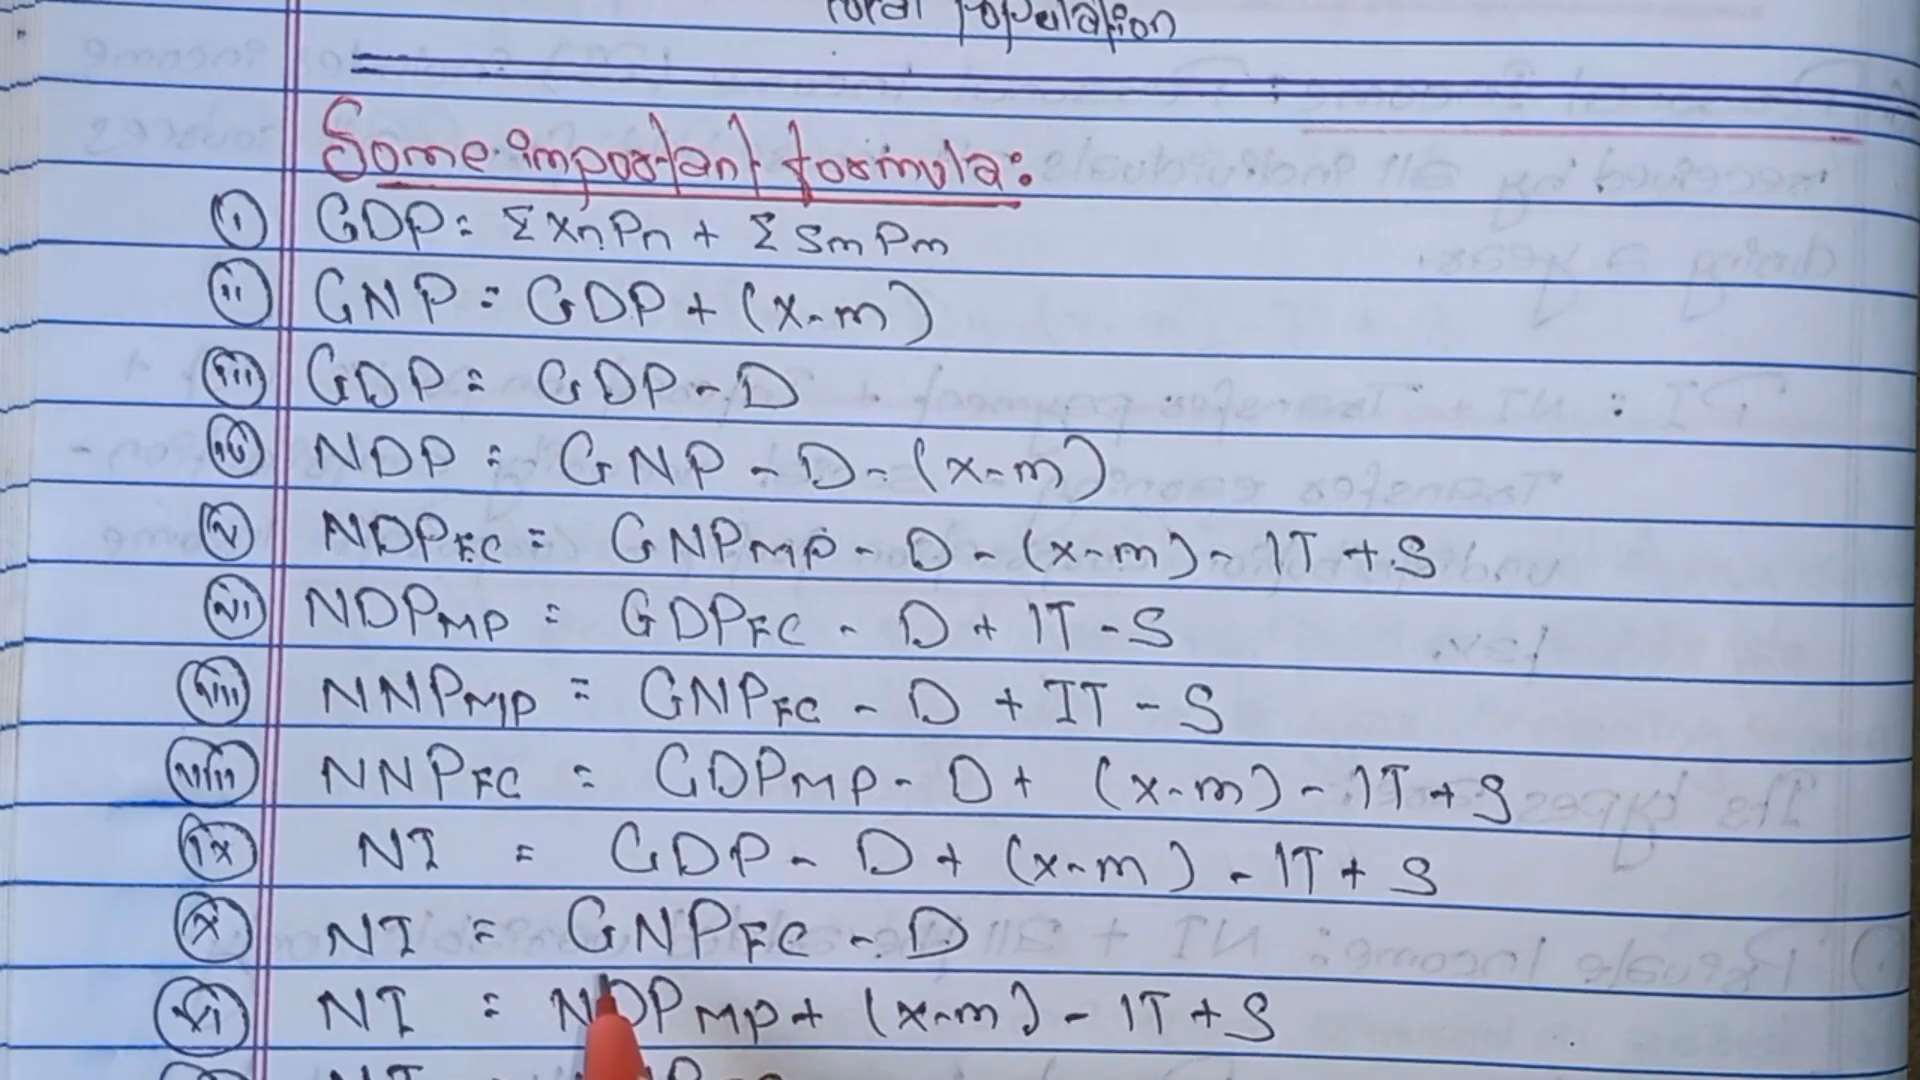 Total population
Some important formula:
(i) GDP = Σ XnPn + Σ SmPm
(ii) GNP = GDP + (x-m)
(iii) GDP = GDP - D
(iv) NDP = GNP - D - (x-m)
(v) NDPFC = GNPMP - D - (x-m) - IT + S
(vi) NDPMP = GDPFC - D + IT - S
(vii) NNPMP = GNPFC - D + IT - S
(viii) NNPFC = GDPMP - D + (x-m) - IT + S
(ix) NI = GDP - D + (x-m) - IT + S
(x) NI = GNPFC - D
(xi) NI = NDPMP + (x-m) - IT + S
NI